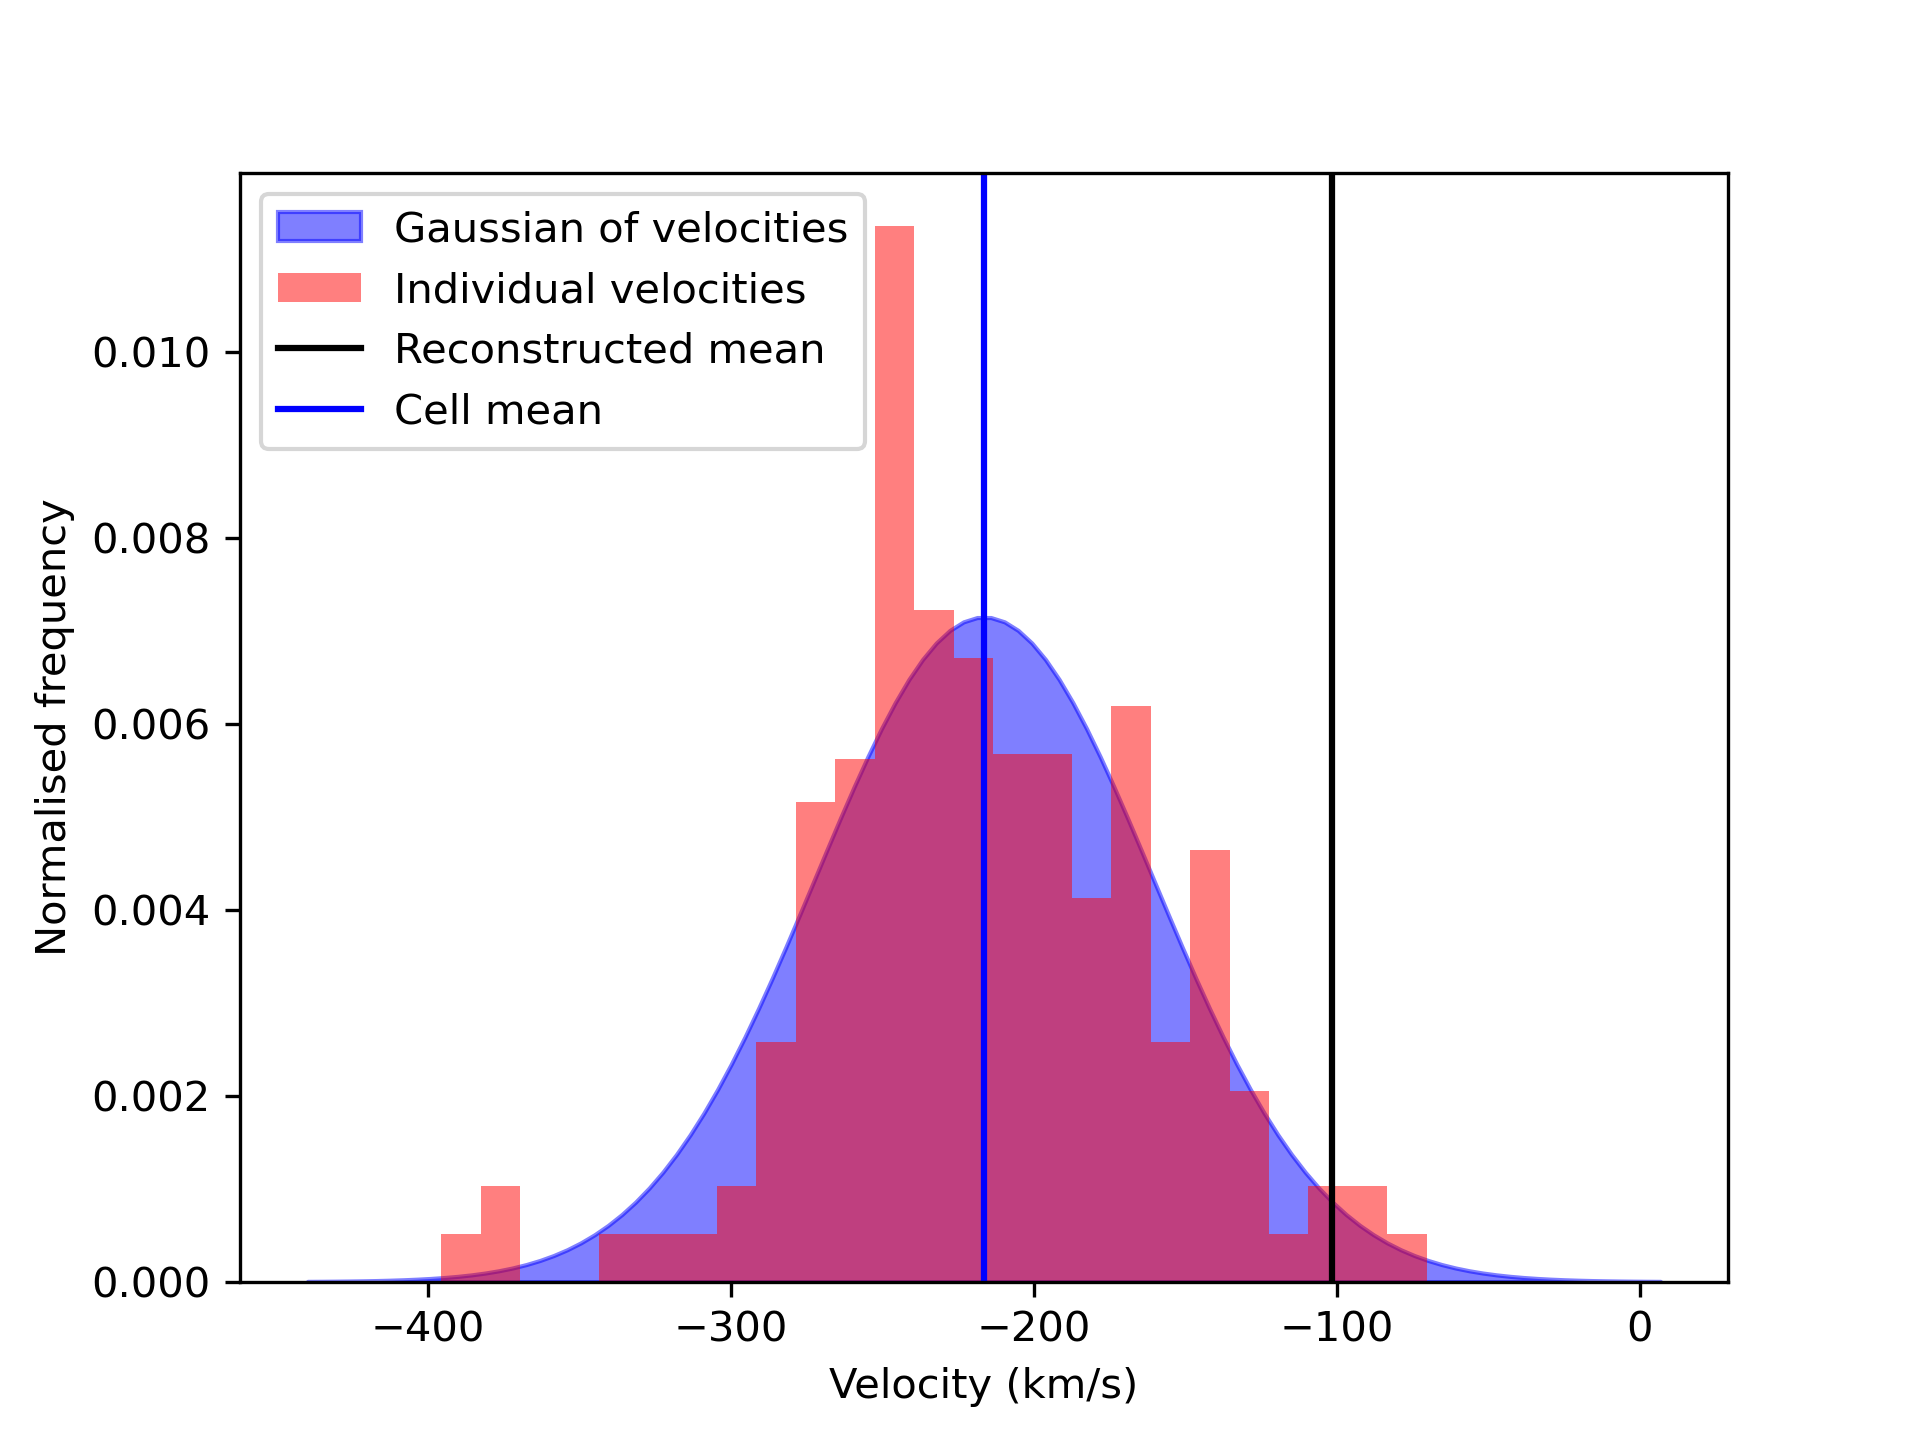 Gaussian of velocities
Individual velocities
Reconstructed mean
Cell mean
Normalised frequency
0.010
0.008
0.006
0.004
0.002
0.000
−400 −300 −200 −100 0
Velocity (km/s)